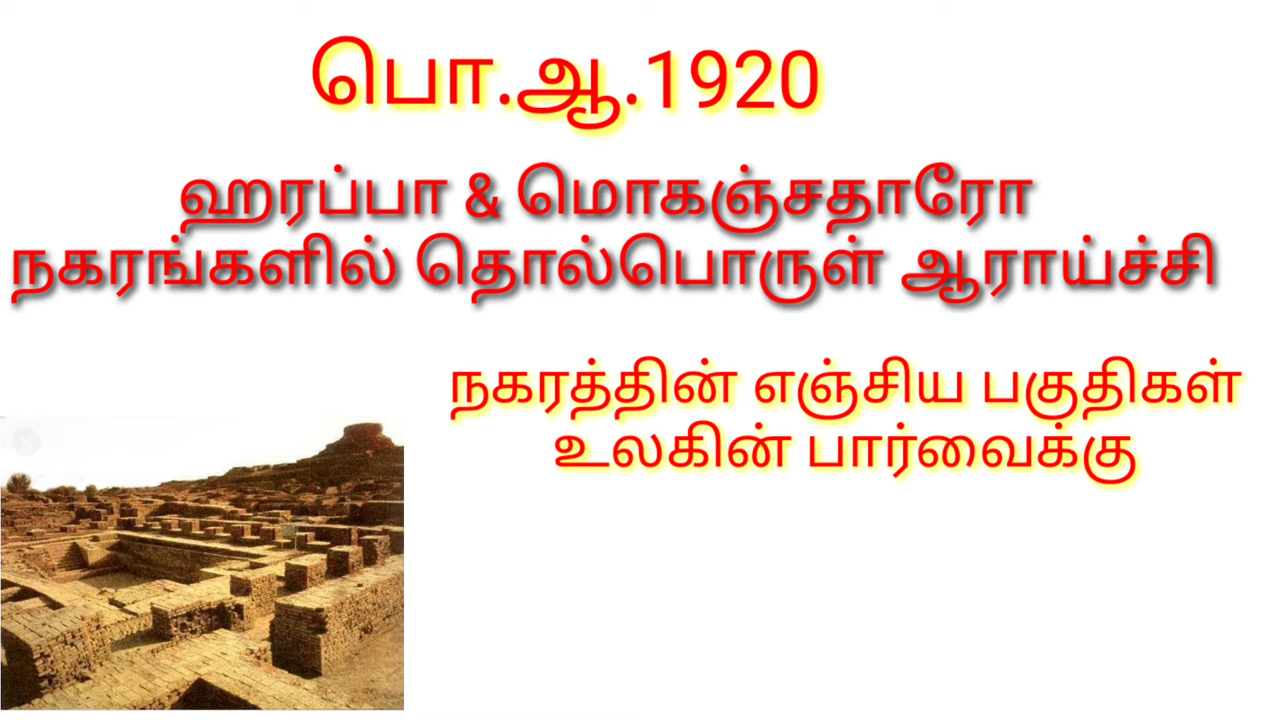 பொ.ஆ.1920
ஹரப்பா & மொகஞ்சதாரோ
நகரங்களில் தொல்பொருள் ஆராய்ச்சி
நகரத்தின் எஞ்சிய பகுதிகள்
உலகின் பார்வைக்கு